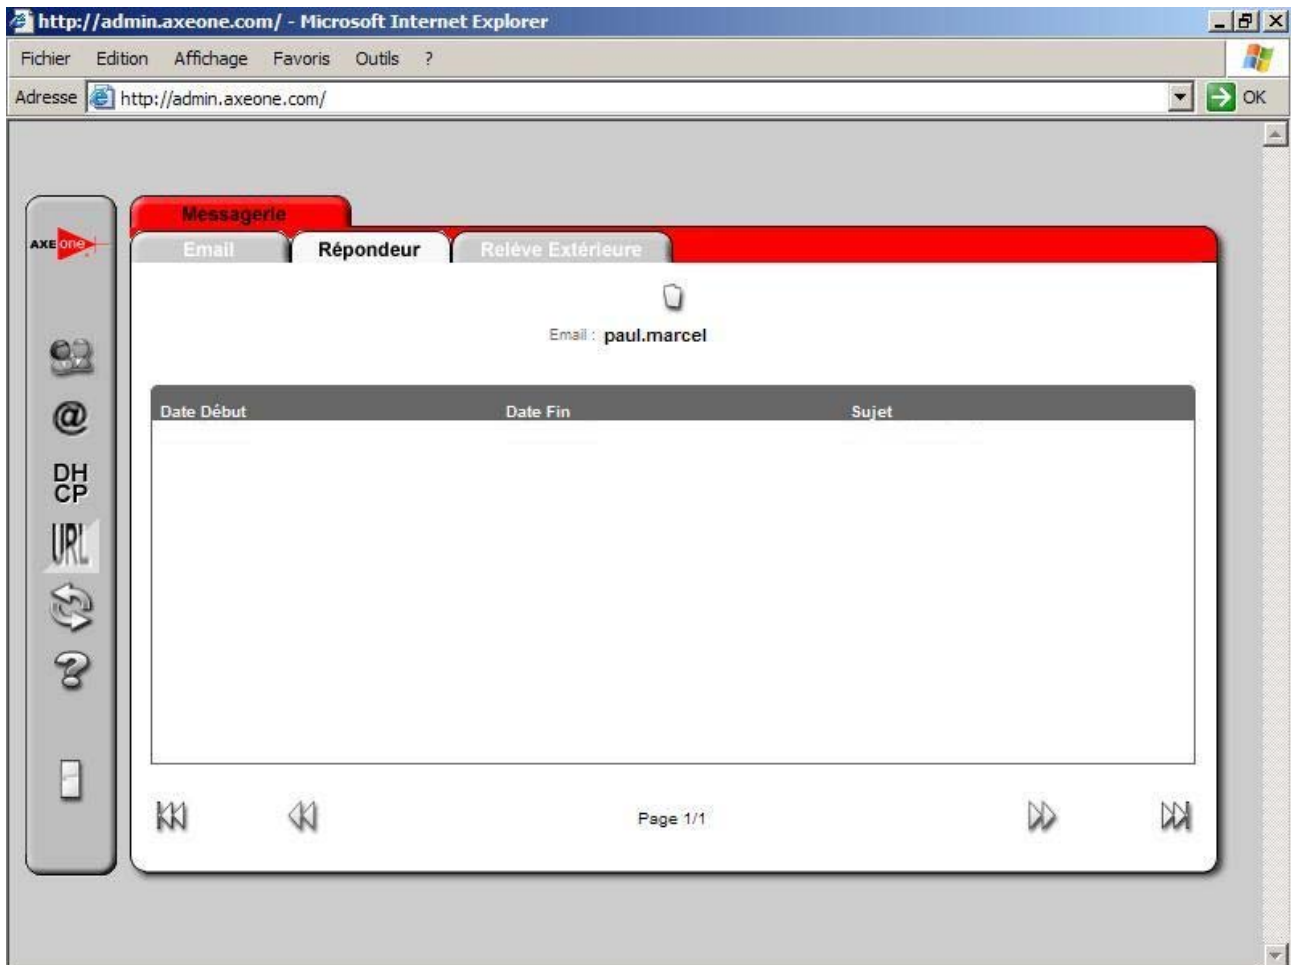 http://admin.axeone.com/ - Microsoft Internet Explorer
Fichier Edition Affichage Favoris Outils ?
Adresse http://admin.axeone.com/ OK
Messagerie
AXE one
Email Répondeur Reléve Extérieure
Email : paul.marcel
Date Début Date Fin Sujet
@
DH
CP
URL
?
Page 1/1